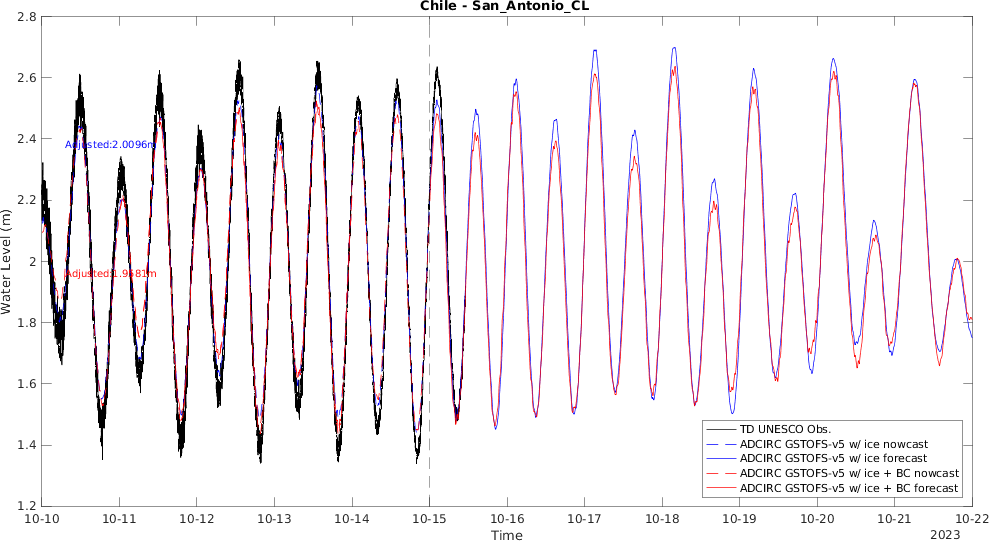 Chile - San_Antonio_CL
2.8
2.6
2.4
2.2
2
1.8
1.6
1.4
1.2
Water Level (m)
Adjusted:2.0096m
Adjusted:1.9681m
TD UNESCO Obs.
ADCIRC GSTOFS-v5 w/ ice nowcast
ADCIRC GSTOFS-v5 w/ ice forecast
ADCIRC GSTOFS-v5 w/ ice + BC nowcast
ADCIRC GSTOFS-v5 w/ ice + BC forecast
10-10 10-11 10-12 10-13 10-14 10-15 10-16 10-17 10-18 10-19 10-20 10-21 10-22
Time
2023